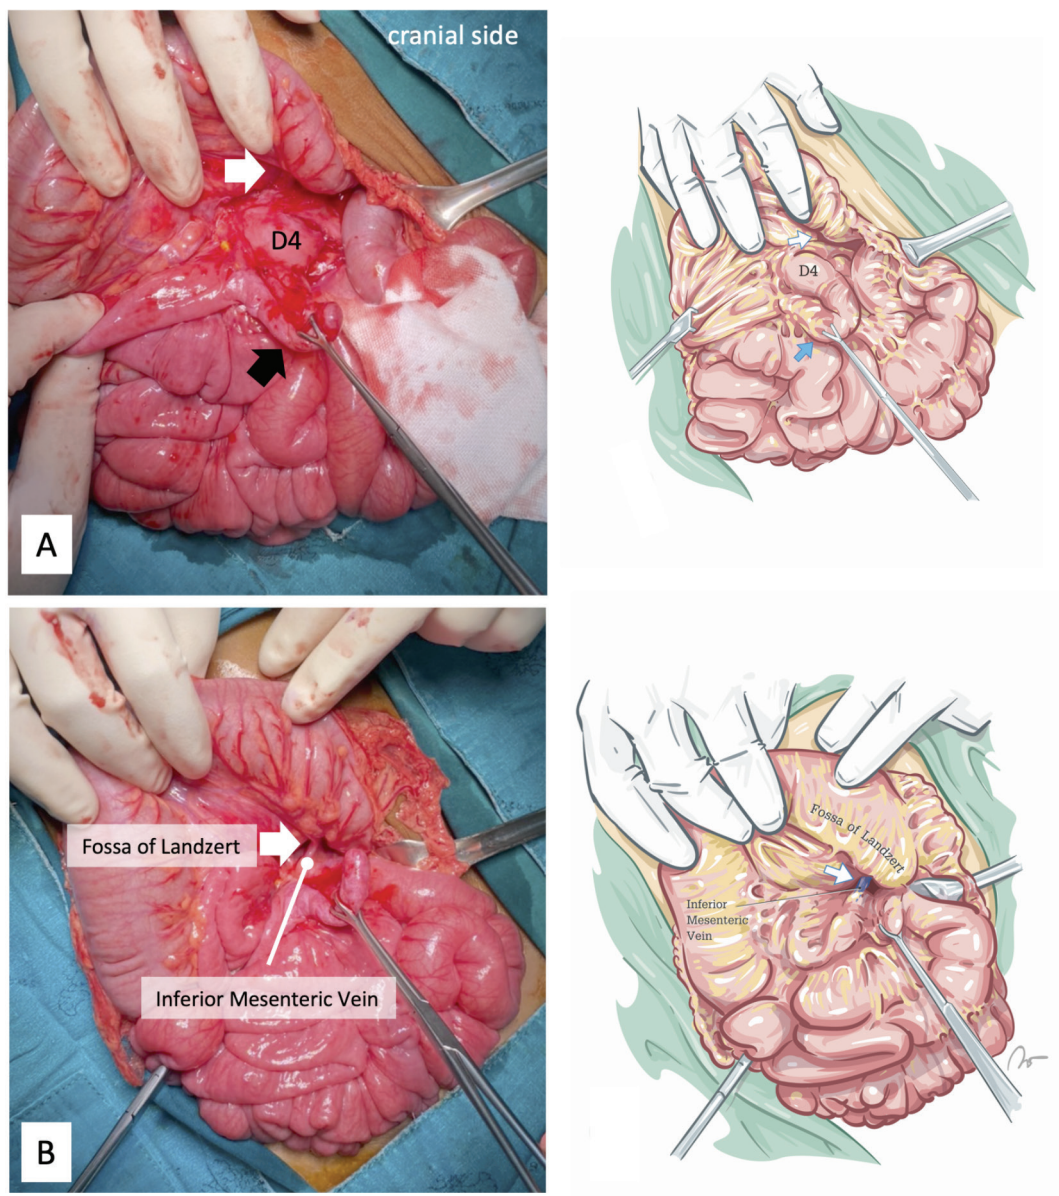 cranial side
D4
D4
A
Fossa of Landzert
Inferior Mesenteric Vein
B
Fossa of Landzert
Inferior
Mesenteric
Vein